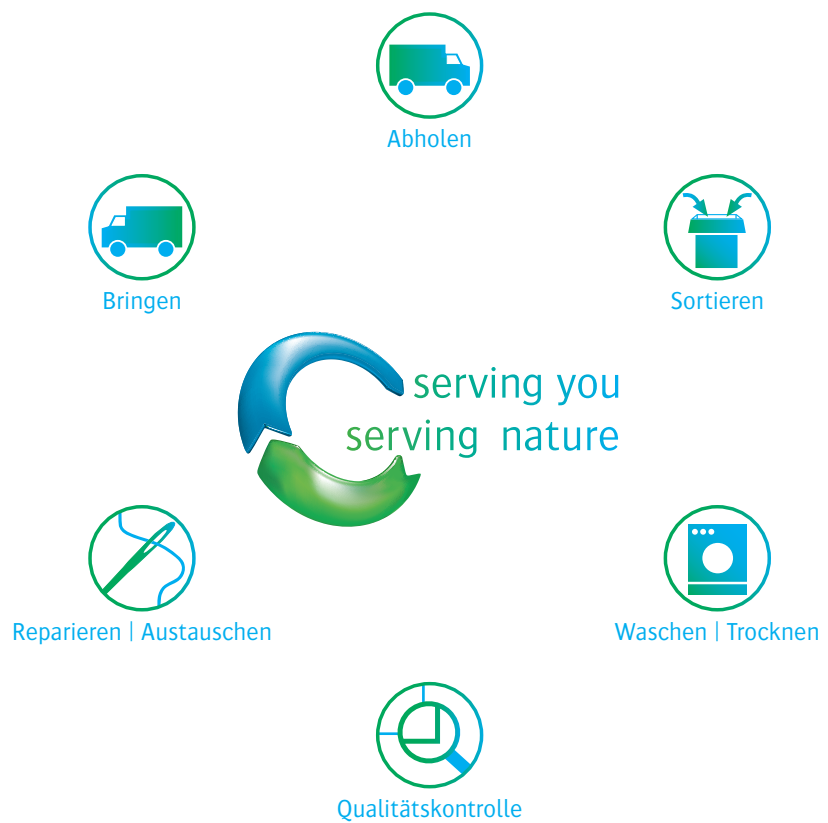 Abholen
Bringen
Sortieren
serving you
serving nature
Reparieren | Austauschen
Waschen | Trocknen
Qualitätskontrolle